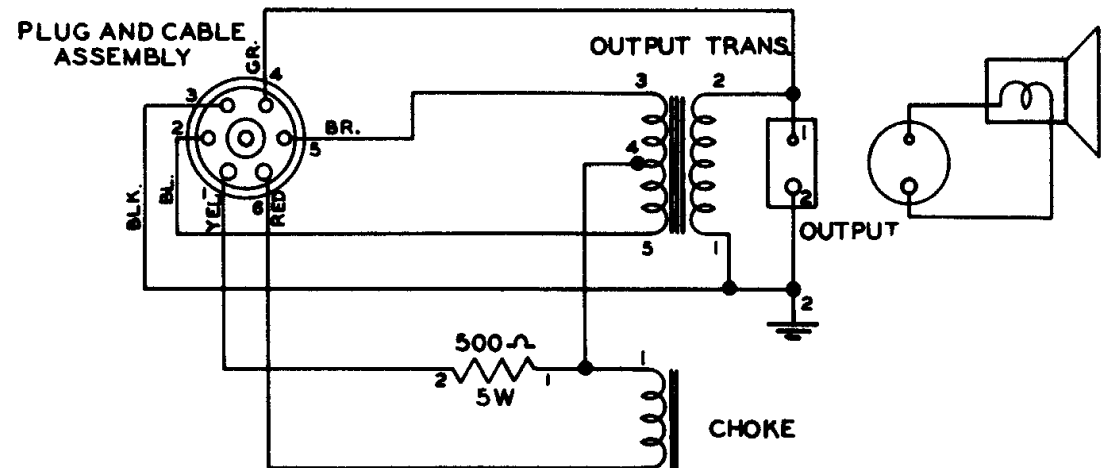 PLUG AND CABLE
ASSEMBLY
GR.
4
3
2
BR.
5
BLK.
BL.
1
YEL.
6
RED
OUTPUT TRANS.
3
2
4
5
1
1
2
OUTPUT
2
500 Ω
2
1
5W
1
CHOKE